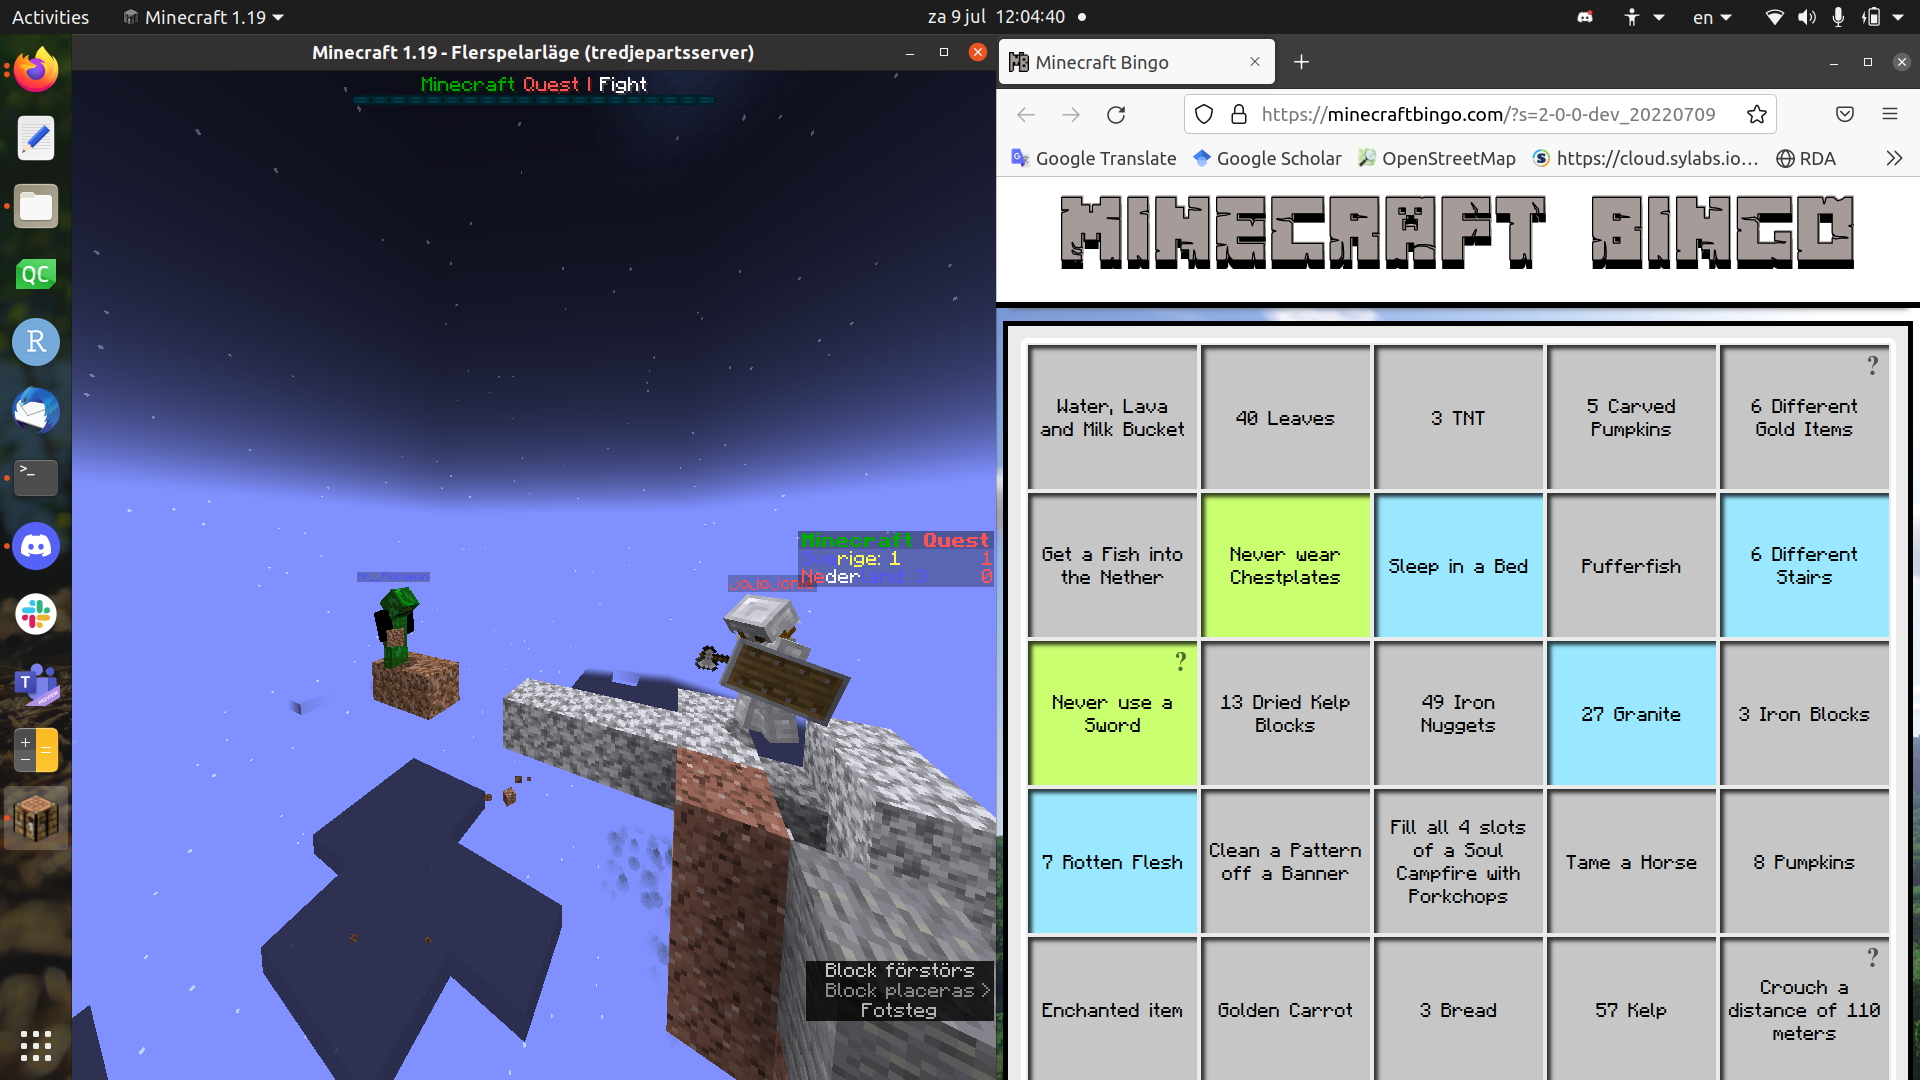 Activities
Minecraft 1.19
za 9 jul 12:04:40
en
Minecraft 1.19 - Flerspelarläge (tredjepartsserver)
Minecraft Quest | Fight
Minecraft Quest
rige: 1 1
Neder 0
Block förstörs
Block placeras >
Fotsteg
QC
R
Minecraft Bingo
https://minecraftbingo.com/?s=2-0-0-dev_20220709
Google Translate
Google Scholar
OpenStreetMap
https://cloud.sylabs.io...
RDA
MINECRAFT BINGO
Water, Lava
and Milk Bucket
40 Leaves
3 TNT
5 Carved
Pumpkins
?
6 Different
Gold Items
Get a Fish into
the Nether
Never wear
Chestplates
Sleep in a Bed
Pufferfish
6 Different
Stairs
?
Never use a
Sword
13 Dried Kelp
Blocks
49 Iron
Nuggets
27 Granite
3 Iron Blocks
7 Rotten Flesh
Clean a Pattern
off a Banner
Fill all 4 slots
of a Soul
Campfire with
Porkchops
Tame a Horse
8 Pumpkins
Enchanted item
Golden Carrot
3 Bread
57 Kelp
?
Crouch a
distance of 110
meters